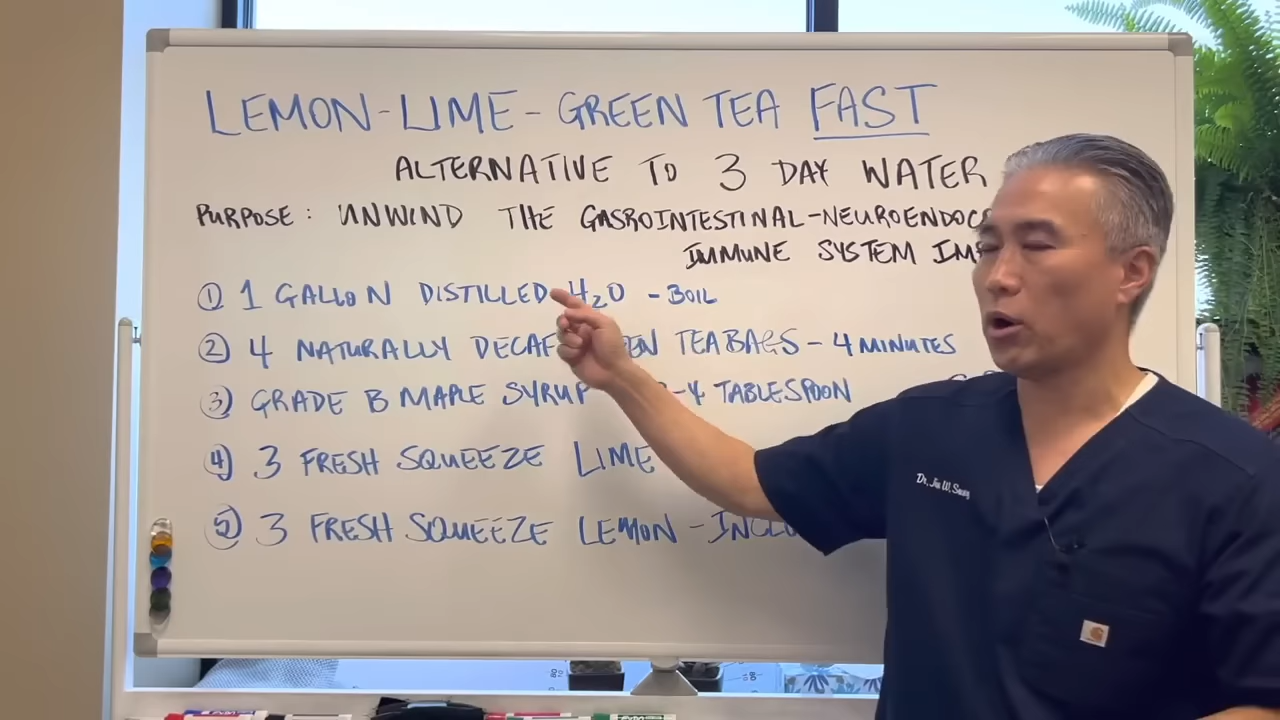 LEMON-LIME-GREEN TEA FAST
ALTERNATIVE TO 3 DAY WATER
PURPOSE: UNWIND THE GASROINTESTINAL-NEUROENDOC
IMMUNE SYSTEM IM
① 1 GALLON DISTILLED H₂O - BOIL
② 4 NATURALLY DECAF EN TEABAGS - 4 MINUTES
③ GRADE B MAPLE SYRUP -4 TABLESPOON
④ 3 FRESH SQUEEZE LIME
⑤ 3 FRESH SQUEEZE LEMON - INCLU